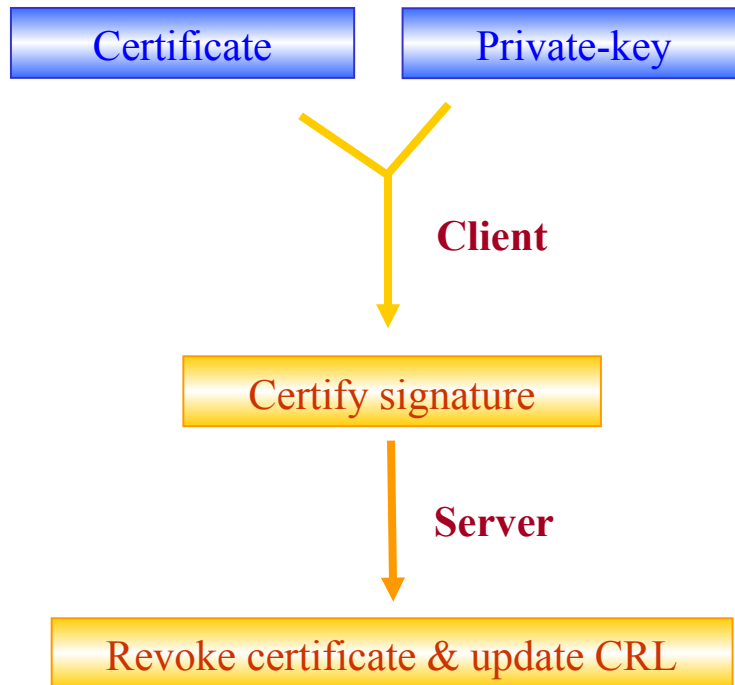 Certificate
Private-key
Client
Certify signature
Server
Revoke certificate & update CRL